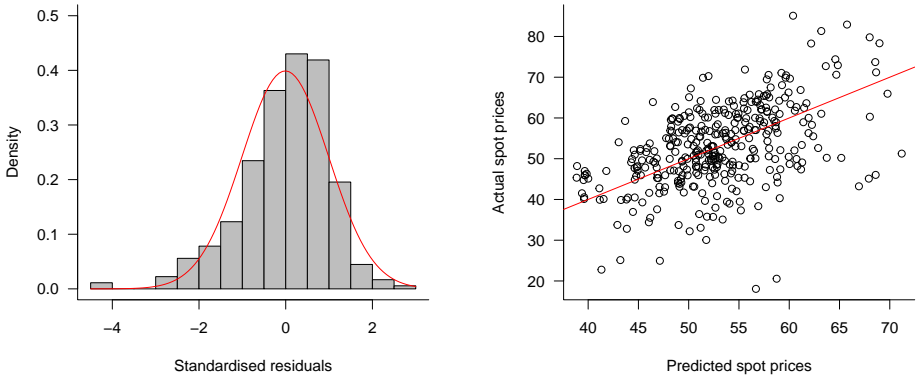 Density
0.5
0.4
0.3
0.2
0.1
0.0
−4 −2 0 2
Standardised residuals
Actual spot prices
80
70
60
50
40
30
20
40 45 50 55 60 65 70
Predicted spot prices